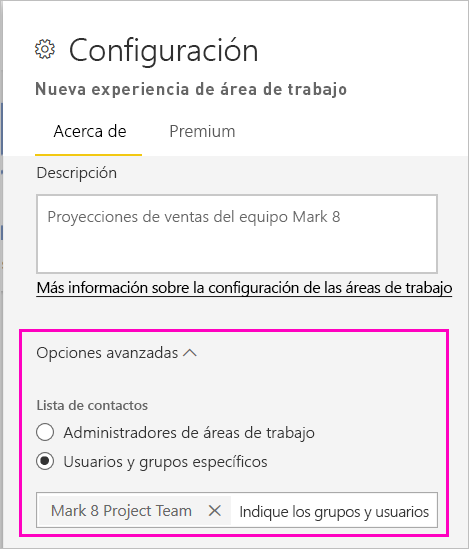 Configuración
Nueva experiencia de área de trabajo
Acerca de
Premium
Descripción
Proyecciones de ventas del equipo Mark 8
Más información sobre la configuración de las áreas de trabajo
Opciones avanzadas
Lista de contactos
Administradores de áreas de trabajo
Usuarios y grupos específicos
Mark 8 Project Team
Indique los grupos y usuarios